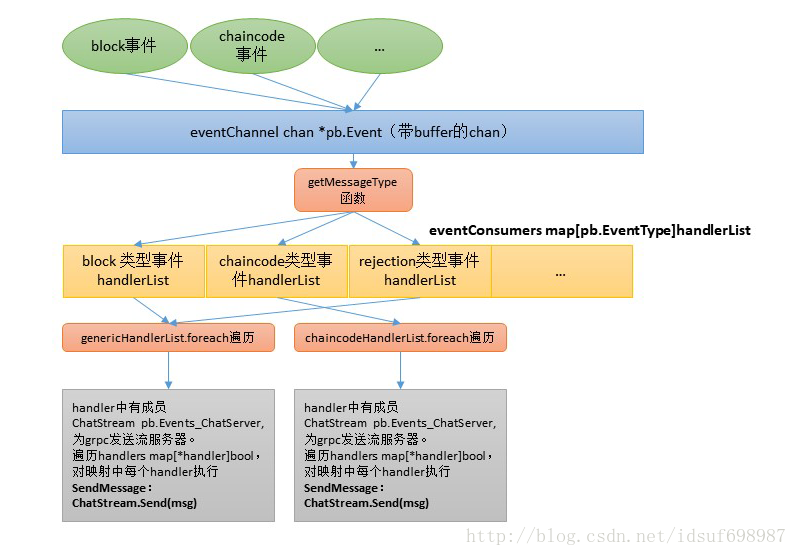 block事件
chaincode
事件
...
eventChannel chan *pb.Event（带buffer的chan）
getMessageType
函数
eventConsumers map[pb.EventType]handlerList
block 类型事件
handlerList
chaincode类型事
件handlerList
rejection类型事件
handlerList
...
genericHandlerList.foreach遍历
chaincodeHandlerList.foreach遍历
handler中有成员
ChatStream pb.Events_ChatServer,
为grpc发送流服务器。
遍历handlers map[*handler]bool，
对映射中每个handler执行
SendMessage：
ChatStream.Send(msg)
handler中有成员
ChatStream pb.Events_ChatServer,
为grpc发送流服务器。
遍历handlers map[*handler]bool，
对映射中每个handler执行
SendMessage：
ChatStream.Send(msg)
http://blog.csdn.net/idsuf698987